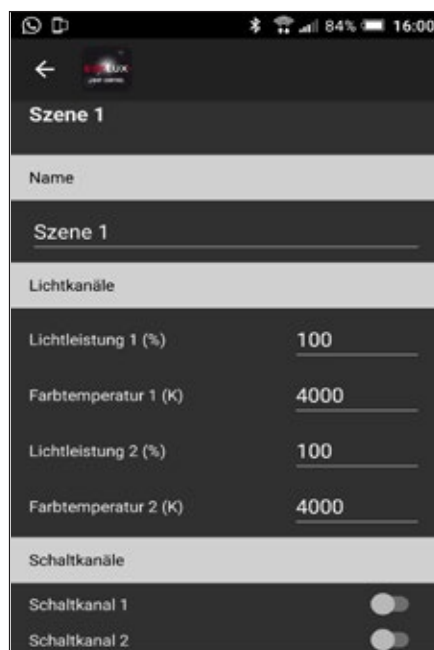 84% 16:00
Szene 1
Name
Szene 1
Lichtkanäle
Lichtleistung 1 (%) 100
Farbtemperatur 1 (K) 4000
Lichtleistung 2 (%) 100
Farbtemperatur 2 (K) 4000
Schaltkanäle
Schaltkanal 1
Schaltkanal 2